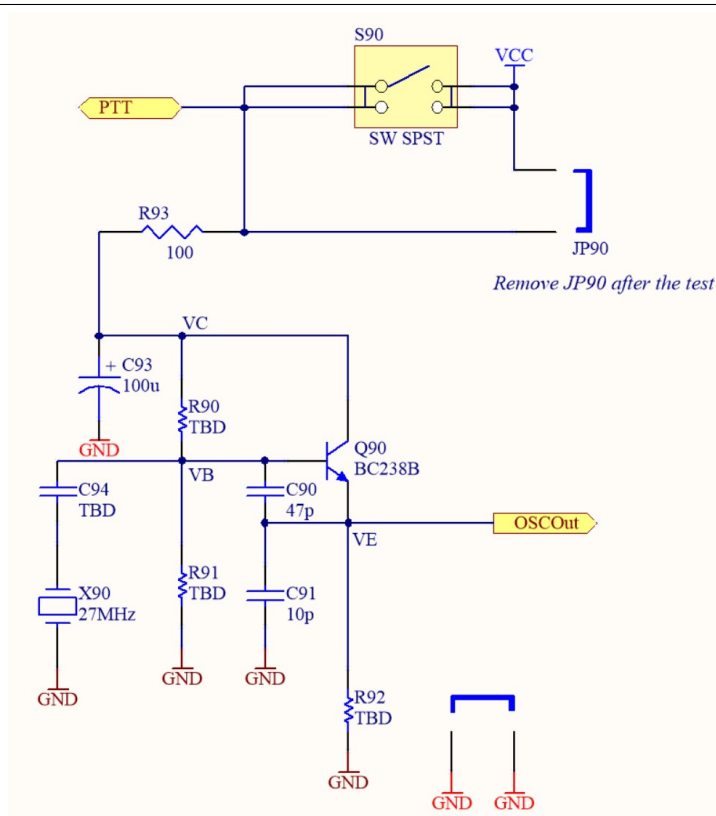 S90
VCC
PTT
SW SPST
R93
100
JP90
Remove JP90 after the test
VC
+ C93
100u
R90
TBD
GND
Q90
BC238B
VB
C94
TBD
C90
47p
OSCOut
VE
R91
TBD
X90
27MHz
C91
10p
GND
GND
GND
R92
TBD
GND
GND
GND